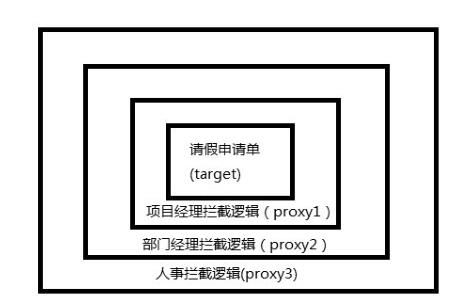 请假申请单
(target)
项目经理拦截逻辑（proxy1）
部门经理拦截逻辑（proxy2）
人事拦截逻辑(proxy3)